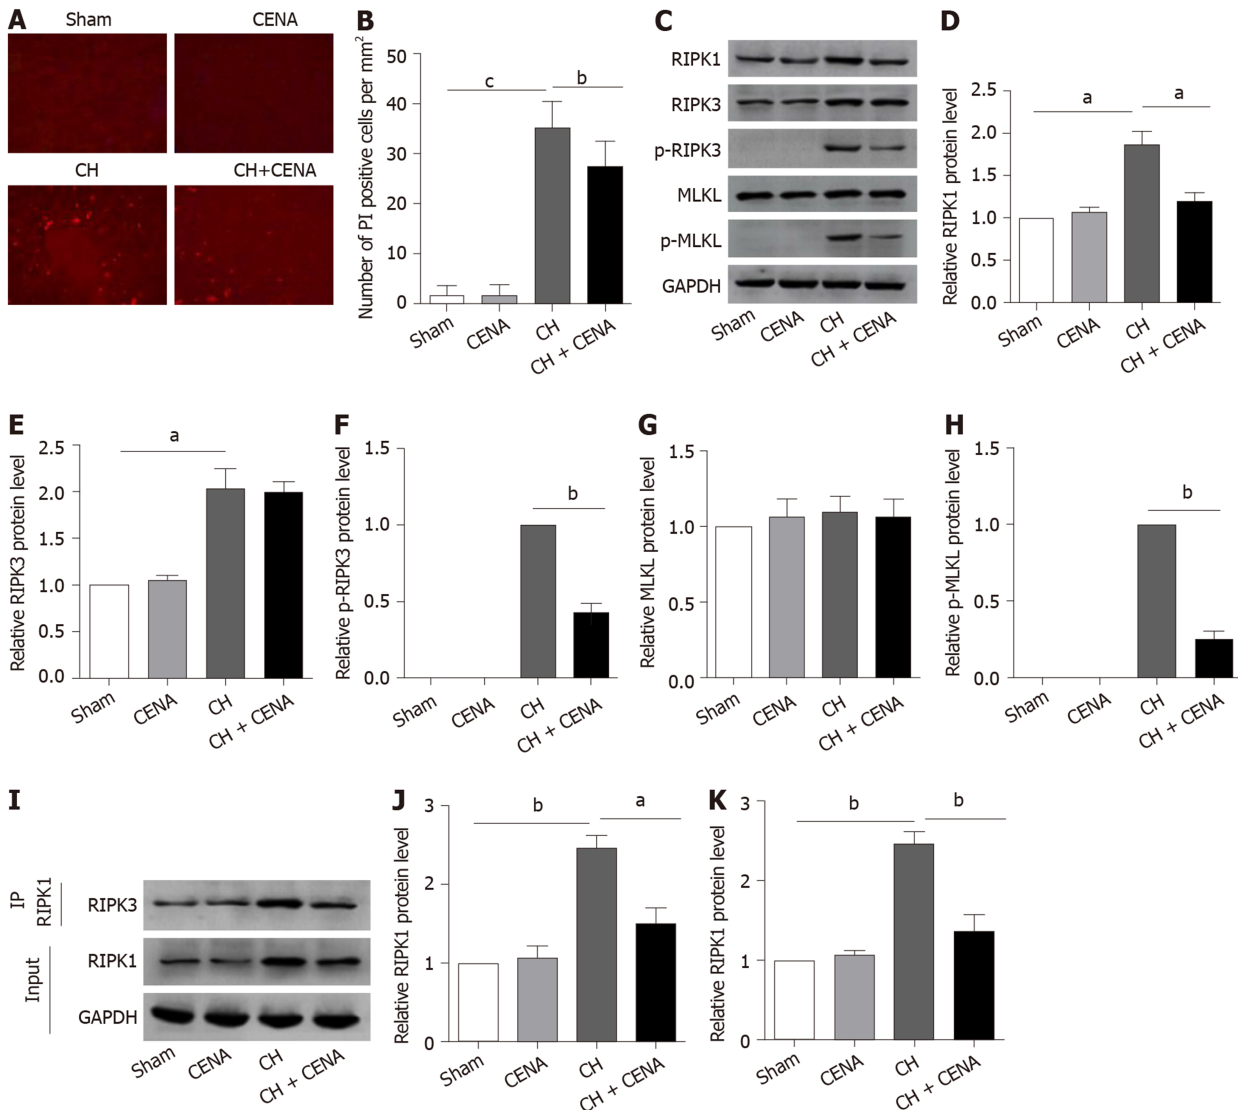 A
Sham
CENA
CH
CH+CENA
B
Number of PI positive cells per mm²
50
40
30
20
10
0
c
b
Sham
CENA
CH
CH + CENA
C
RIPK1
RIPK3
p-RIPK3
MLKL
p-MLKL
GAPDH
Sham
CENA
CH
CH + CENA
D
Relative RIPK1 protein level
2.5
2.0
1.5
1.0
0.5
0.0
a
a
Sham
CENA
CH
CH + CENA
E
Relative RIPK3 protein level
2.5
2.0
1.5
1.0
0.5
0.0
a
Sham
CENA
CH
CH + CENA
F
Relative p-RIPK3 protein level
1.5
1.0
0.5
0.0
b
Sham
CENA
CH
CH + CENA
G
Relative MLKL protein level
1.5
1.0
0.5
0.0
Sham
CENA
CH
CH + CENA
H
Relative p-MLKL protein level
1.5
1.0
0.5
0.0
b
Sham
CENA
CH
CH + CENA
I
IP
RIPK1
RIPK3
Input
RIPK1
GAPDH
Sham
CENA
CH
CH + CENA
J
Relative RIPK1 protein level
3
2
1
0
b
a
Sham
CENA
CH
CH + CENA
K
Relative RIPK1 protein level
3
2
1
0
b
b
Sham
CENA
CH
CH + CENA